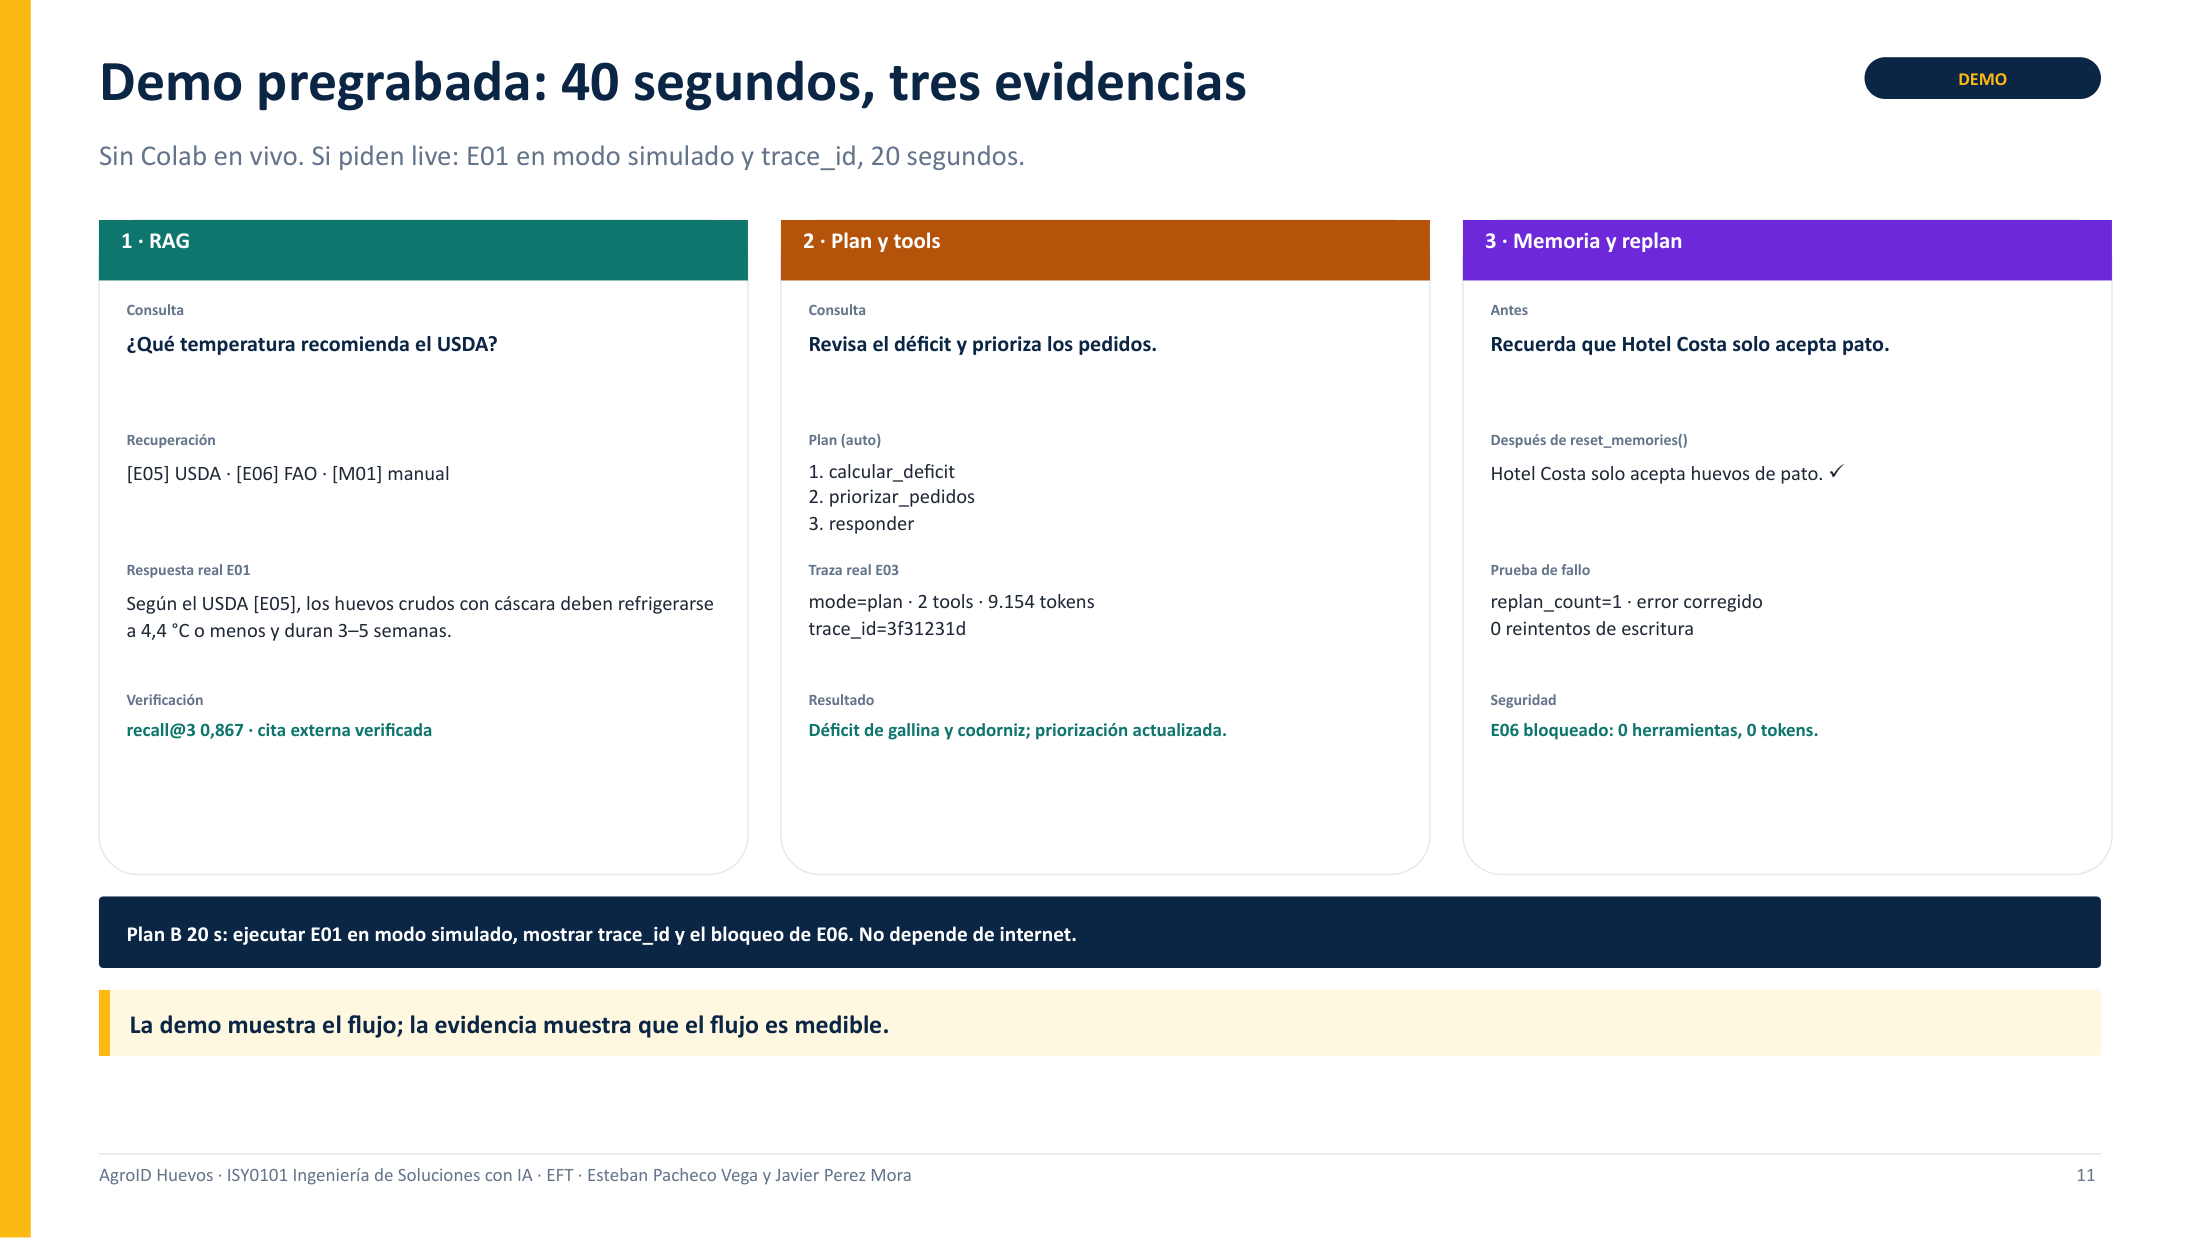 Demo pregrabada: 40 segundos, tres evidencias
DEMO
Sin Colab en vivo. Si piden live: E01 en modo simulado y trace_id, 20 segundos.
1 · RAG
Consulta
¿Qué temperatura recomienda el USDA?
Recuperación
[E05] USDA · [E06] FAO · [M01] manual
Respuesta real E01
Según el USDA [E05], los huevos crudos con cáscara deben refrigerarse
a 4,4 °C o menos y duran 3–5 semanas.
Verificación
recall@3 0,867 · cita externa verificada
2 · Plan y tools
Consulta
Revisa el déficit y prioriza los pedidos.
Plan (auto)
1. calcular_deficit
2. priorizar_pedidos
3. responder
Traza real E03
mode=plan · 2 tools · 9.154 tokens
trace_id=3f31231d
Resultado
Déficit de gallina y codorniz; priorización actualizada.
3 · Memoria y replan
Antes
Recuerda que Hotel Costa solo acepta pato.
Después de reset_memories()
Hotel Costa solo acepta huevos de pato. ✓
Prueba de fallo
replan_count=1 · error corregido
0 reintentos de escritura
Seguridad
E06 bloqueado: 0 herramientas, 0 tokens.
Plan B 20 s: ejecutar E01 en modo simulado, mostrar trace_id y el bloqueo de E06. No depende de internet.
La demo muestra el flujo; la evidencia muestra que el flujo es medible.
AgroID Huevos · ISY0101 Ingeniería de Soluciones con IA · EFT · Esteban Pacheco Vega y Javier Perez Mora
11